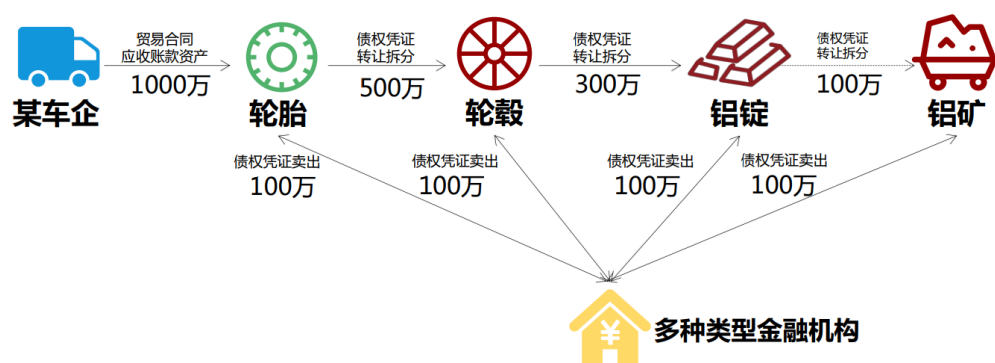 贸易合同
应收账款资产
1000万
债权凭证
转让拆分
500万
债权凭证
转让拆分
300万
债权凭证
转让拆分
100万
某车企
轮胎
轮毂
铝锭
铝矿
债权凭证卖出
100万
债权凭证卖出
100万
债权凭证卖出
100万
债权凭证卖出
100万
¥
多种类型金融机构